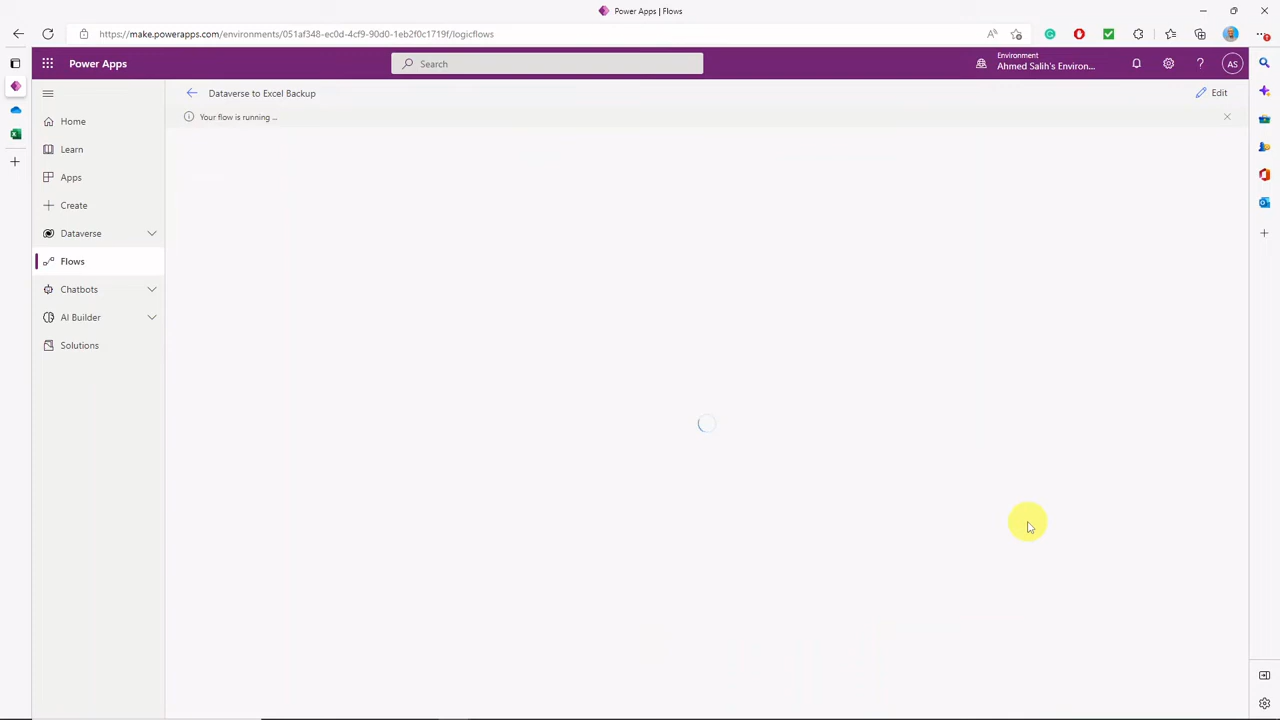 Power Apps | Flows
https://make.powerapps.com/environments/051af348-ec0d-4cf9-90d0-1eb2f0c1719f/logicflows
Power Apps
Search
Environment
Ahmed Salih's Environ...
AS
Dataverse to Excel Backup
Edit
Your flow is running ...
Home
Learn
Apps
Create
Dataverse
Flows
Chatbots
AI Builder
Solutions